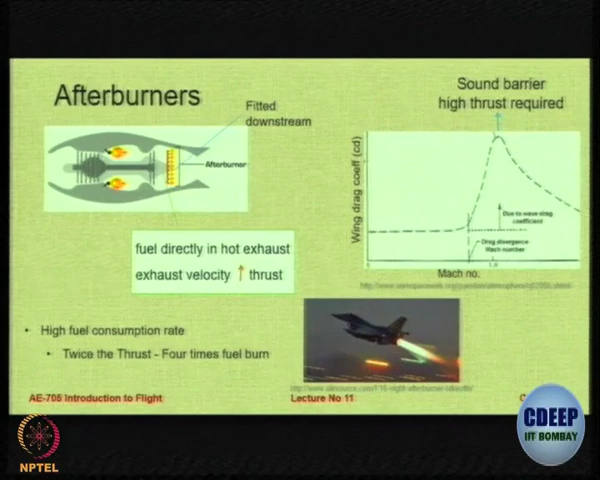 Afterburners
Fitted
downstream
Afterburner
fuel directly in hot exhaust
exhaust velocity ↑ thrust
Sound barrier
high thrust required
Wing drag coeff (cd)
Due to wave drag
coefficient
Drag divergence
Mach number
1.0
Mach no.
• High fuel consumption rate
• Twice the Thrust - Four times fuel burn
AE-705 Introduction to Flight
Lecture No 11
CDEEP
IIT BOMBAY
NPTEL